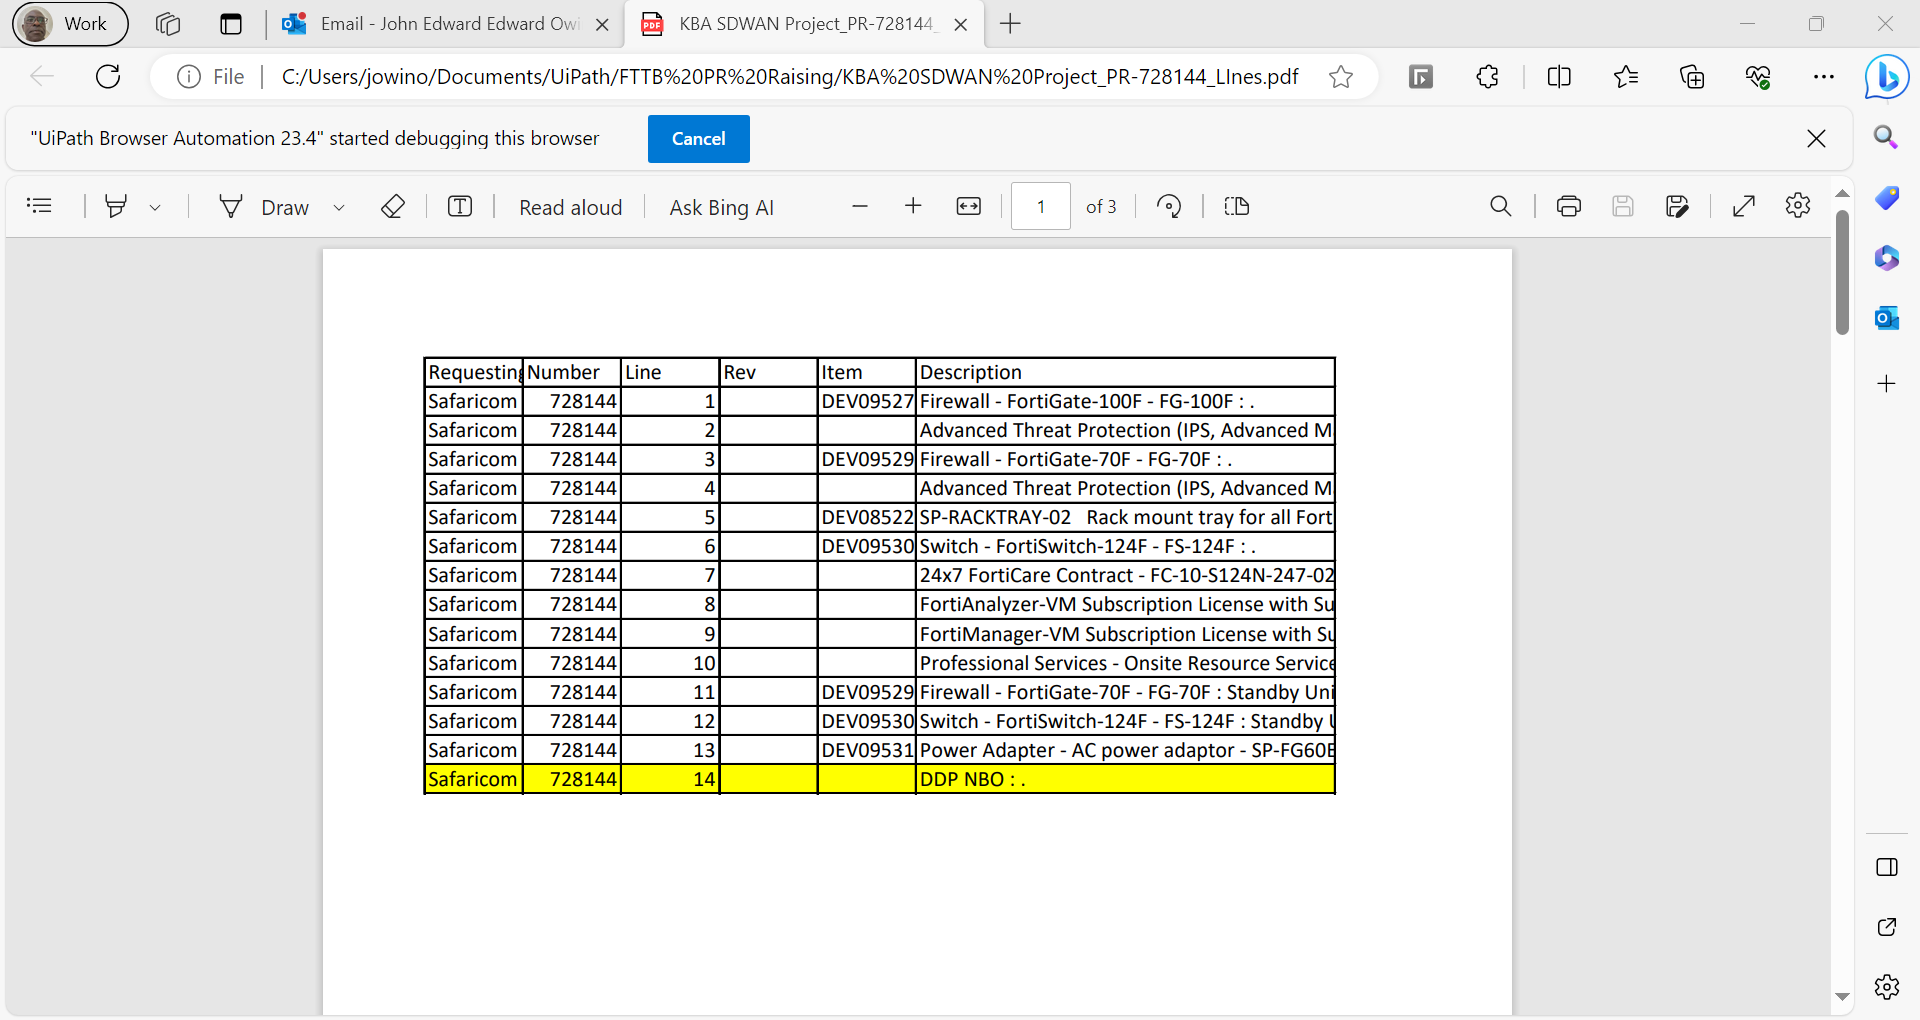 Work
Email - John Edward Edward Owi
KBA SDWAN Project_PR-728144_
File
C:/Users/jowino/Documents/UiPath/FTTB%20PR%20Raising/KBA%20SDWAN%20Project_PR-728144_LInes.pdf
"UiPath Browser Automation 23.4" started debugging this browser
Cancel
Draw
Read aloud
Ask Bing AI
1
of 3
Requesting Number Line Rev Item Description
Safaricom 728144 1 DEV09527 Firewall - FortiGate-100F - FG-100F : .
Safaricom 728144 2 Advanced Threat Protection (IPS, Advanced M
Safaricom 728144 3 DEV09529 Firewall - FortiGate-70F - FG-70F : .
Safaricom 728144 4 Advanced Threat Protection (IPS, Advanced M
Safaricom 728144 5 DEV08522 SP-RACKTRAY-02 Rack mount tray for all Fort
Safaricom 728144 6 DEV09530 Switch - FortiSwitch-124F - FS-124F : .
Safaricom 728144 7 24x7 FortiCare Contract - FC-10-S124N-247-02
Safaricom 728144 8 FortiAnalyzer-VM Subscription License with Su
Safaricom 728144 9 FortiManager-VM Subscription License with Su
Safaricom 728144 10 Professional Services - Onsite Resource Service
Safaricom 728144 11 DEV09529 Firewall - FortiGate-70F - FG-70F : Standby Uni
Safaricom 728144 12 DEV09530 Switch - FortiSwitch-124F - FS-124F : Standby U
Safaricom 728144 13 DEV09531 Power Adapter - AC power adaptor - SP-FG60E
Safaricom 728144 14 DDP NBO : .